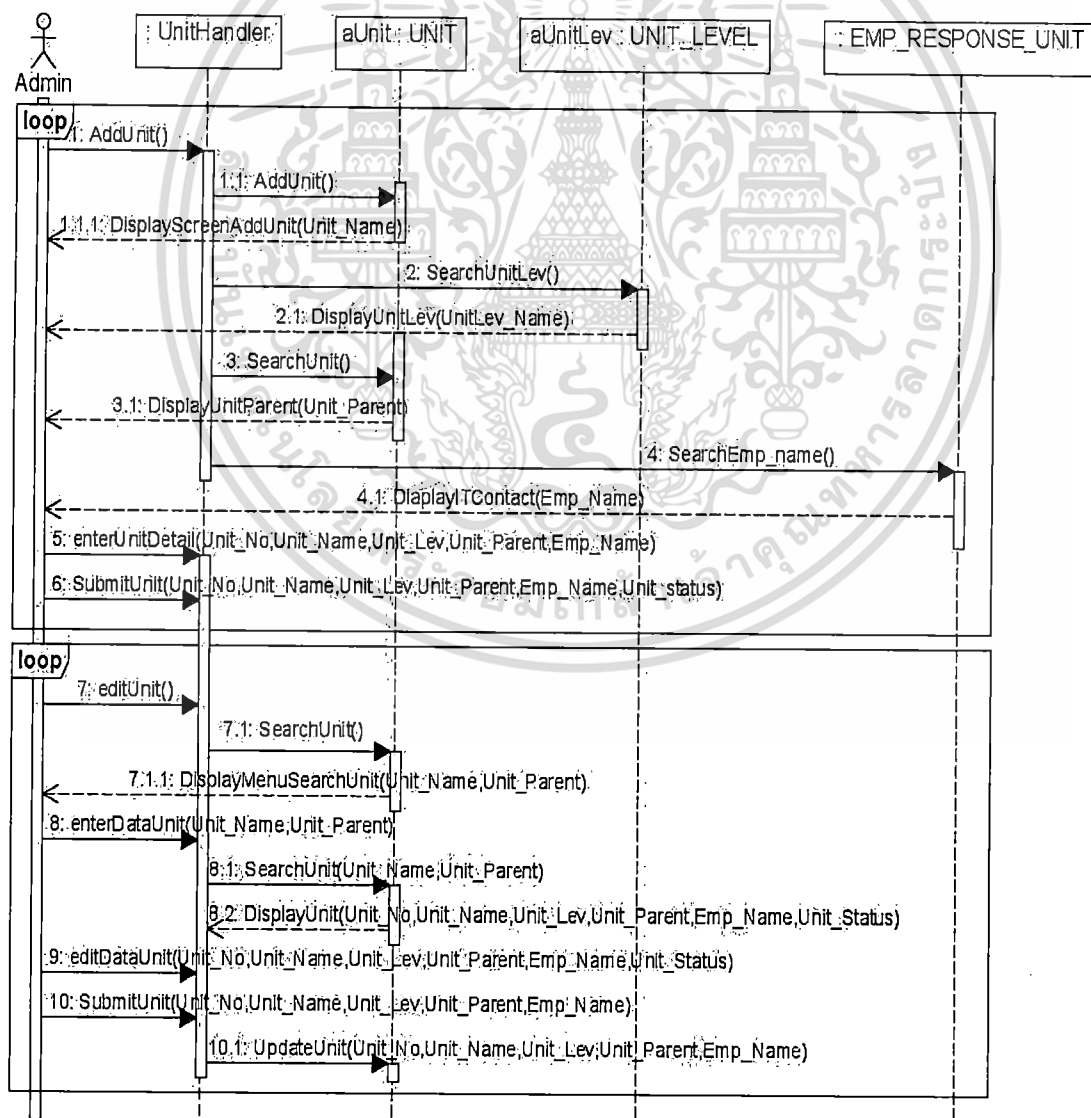 : UnitHandler
aUnit : UNIT
aUnitLev : UNIT_LEVEL
: EMP_RESPONSE_UNIT
Admin
loop
1: AddUnit()
1.1: AddUnit()
1.1.1: DisplayScreenAddUnit(Unit_Name)
2: SearchUnitLev()
2.1: DisplayUnitLev(UnitLev_Name)
3: SearchUnit()
3.1: DisplayUnitParent(Unit_Parent)
4: SearchEmp_name()
4.1: DiaplayITContact(Emp_Name)
5: enterUnitDetail(Unit_No,Unit_Name,Unit_Lev,Unit_Parent,Emp_Name)
6: SubmitUnit(Unit_No,Unit_Name,Unit_Lev,Unit_Parent,Emp_Name,Unit_status)
loop
7: editUnit()
7.1: SearchUnit()
7.1.1: DisplayMenuSearchUnit(Unit_Name,Unit_Parent)
8: enterDataUnit(Unit_Name,Unit_Parent)
8.1: SearchUnit(Unit_Name,Unit_Parent)
8.2: DisplayUnit(Unit_No,Unit_Name,Unit_Lev,Unit_Parent,Emp_Name,Unit_Status)
9: editDataUnit(Unit_No,Unit_Name,Unit_Lev,Unit_Parent,Emp_Name,Unit_Status)
10: SubmitUnit(Unit_No,Unit_Name,Unit_Lev,Unit_Parent,Emp_Name)
10.1: UpdateUnit(Unit_No,Unit_Name,Unit_Lev,Unit_Parent,Emp_Name)